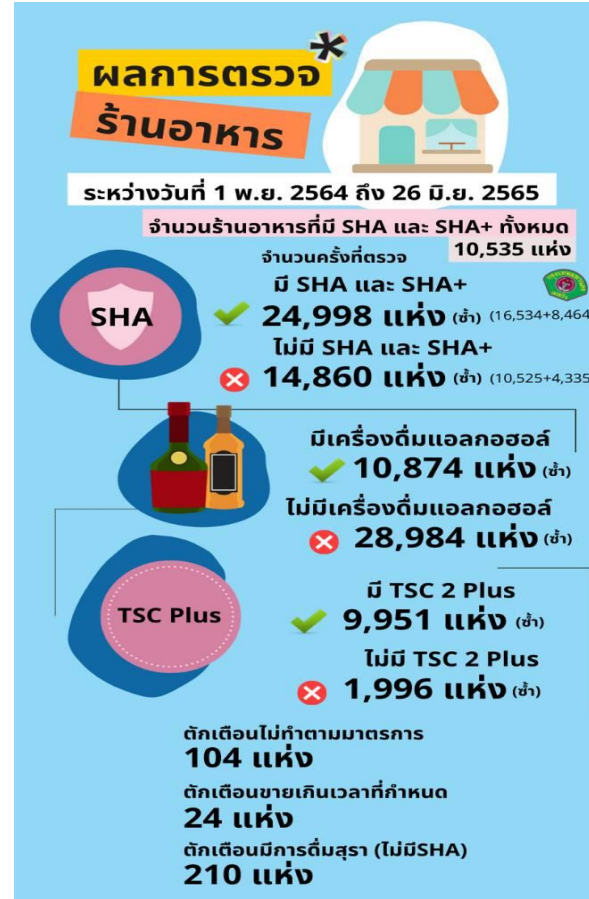 ผลการตรวจ*
ร้านอาหาร
ระหว่างวันที่ 1 พ.ย. 2564 ถึง 26 มิ.ย. 2565
จำนวนร้านอาหารที่มี SHA และ SHA+ ทั้งหมด
10,535 แห่ง
จำนวนครั้งที่ตรวจ
SHA
มี SHA และ SHA+
24,998 แห่ง (ซ้ำ) (16,534+8,464
ไม่มี SHA และ SHA+
14,860 แห่ง (ซ้ำ) (10,525+4,335
มีเครื่องดื่มแอลกอฮอล์
10,874 แห่ง (ซ้ำ)
ไม่มีเครื่องดื่มแอลกอฮอล์
28,984 แห่ง (ซ้ำ)
TSC Plus
มี TSC 2 Plus
9,951 แห่ง (ซ้ำ)
ไม่มี TSC 2 Plus
1,996 แห่ง (ซ้ำ)
ตักเตือนไม่ทำตามมาตรการ
104 แห่ง
ตักเตือนขายเกินเวลาที่กำหนด
24 แห่ง
ตักเตือนมีการดื่มสุรา (ไม่มีSHA)
210 แห่ง